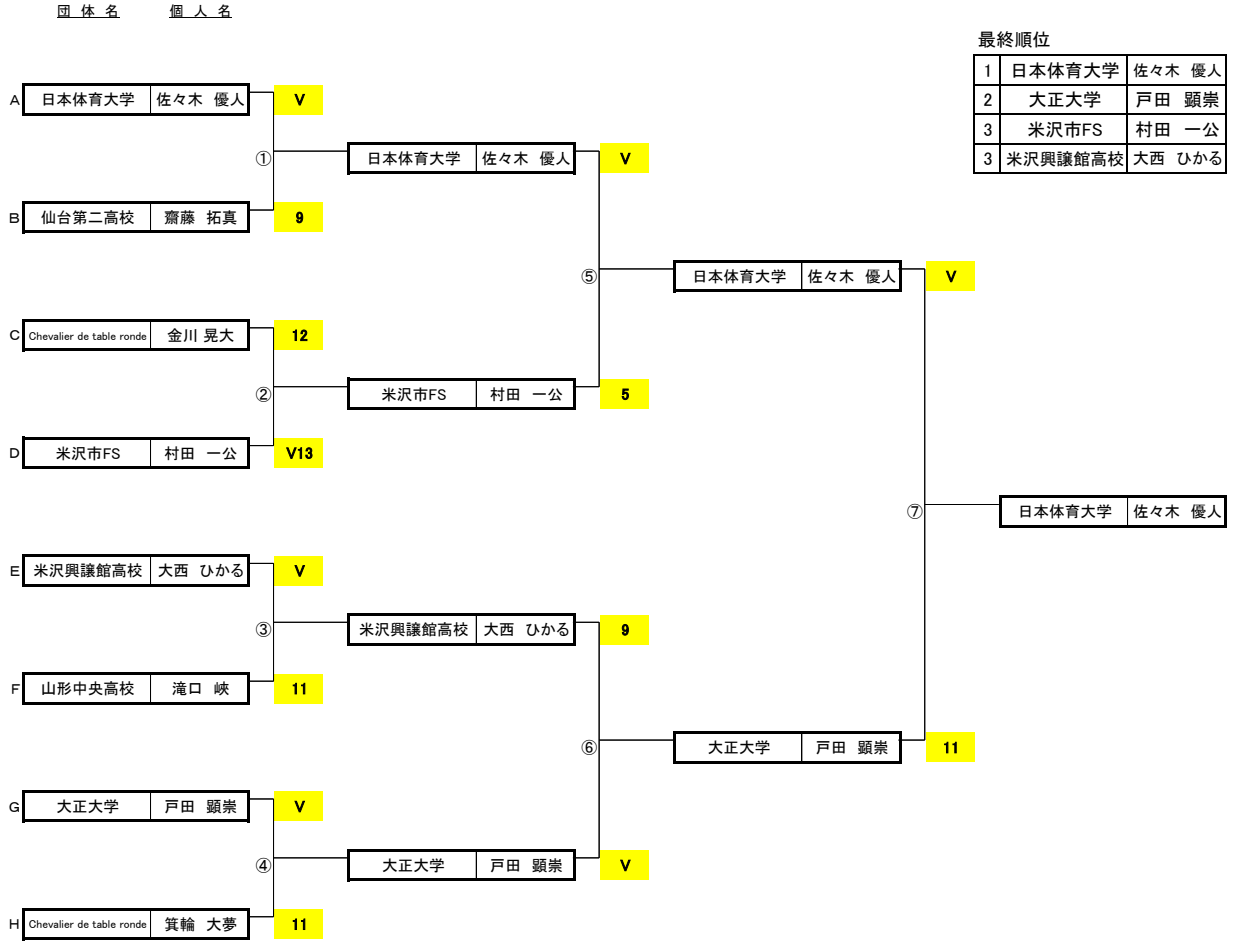 団 体 名 個 人 名
最終順位
1 日本体育大学 佐々木 優人
2 大正大学 戸田 顕崇
3 米沢市FS 村田 一公
3 米沢興譲館高校 大西 ひかる
A 日本体育大学 佐々木 優人 V
① 日本体育大学 佐々木 優人 V
B 仙台第二高校 齋藤 拓真 9
⑤ 日本体育大学 佐々木 優人 V
C Chevalier de table ronde 金川 晃大 12
② 米沢市FS 村田 一公 5
D 米沢市FS 村田 一公 V13
⑦ 日本体育大学 佐々木 優人
E 米沢興譲館高校 大西 ひかる V
③ 米沢興譲館高校 大西 ひかる 9
F 山形中央高校 滝口 峽 11
⑥ 大正大学 戸田 顕崇 11
G 大正大学 戸田 顕崇 V
④ 大正大学 戸田 顕崇 V
H Chevalier de table ronde 箕輪 大夢 11